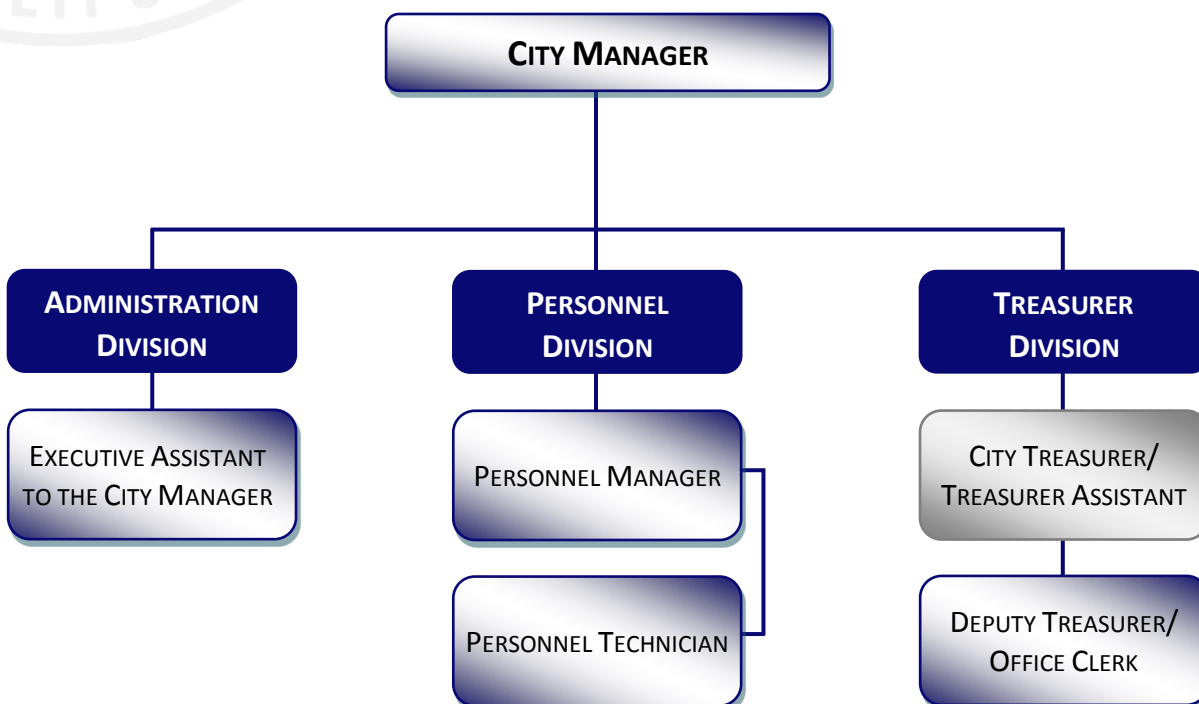 CITY MANAGER
ADMINISTRATION
DIVISION
EXECUTIVE ASSISTANT
TO THE CITY MANAGER
PERSONNEL
DIVISION
PERSONNEL MANAGER
PERSONNEL TECHNICIAN
TREASURER
DIVISION
CITY TREASURER/
TREASURER ASSISTANT
DEPUTY TREASURER/
OFFICE CLERK